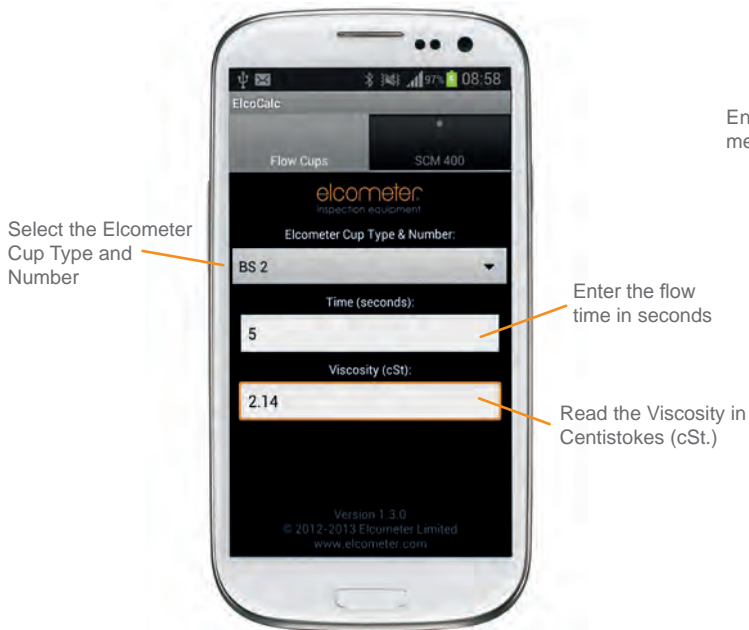 97% 08:58
ElcoCalc
Flow Cups
SCM 400
elcometer
inspection equipment
Elcometer Cup Type & Number:
BS 2
Time (seconds):
5
Viscosity (cSt):
2.14
Version 1.3.0
© 2012-2013 Elcometer Limited
www.elcometer.com
Select the Elcometer
Cup Type and
Number
Enter the flow
time in seconds
Read the Viscosity in
Centistokes (cSt.)